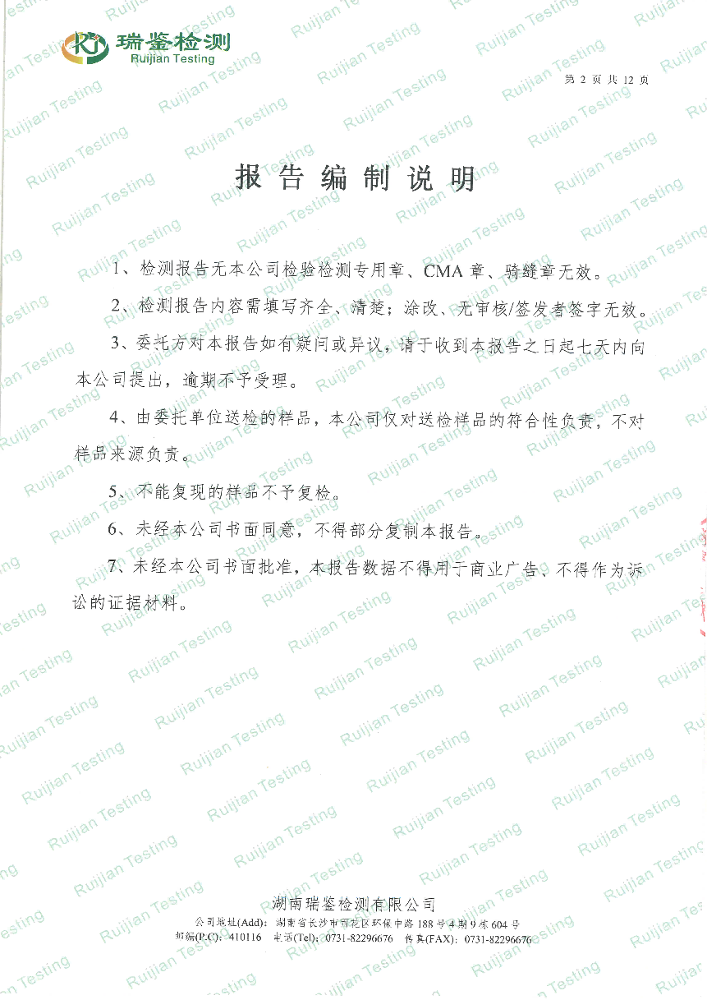 瑞鉴检测
Ruijian Testing
第 2 页 共 12 页
报告编制说明
1、检测报告无本公司检验检测专用章、CMA 章、骑缝章无效。
2、检测报告内容需填写齐全、清楚；涂改、无审核/签发者签字无效。
3、委托方对本报告如有疑问或异议，请于收到本报告之日起七天内向
本公司提出，逾期不予受理。
4、由委托单位送检的样品，本公司仅对送检样品的符合性负责，不对
样品来源负责。
5、不能复现的样品不予复检。
6、未经本公司书面同意，不得部分复制本报告。
7、未经本公司书面批准，本报告数据不得用于商业广告、不得作为诉
讼的证据材料。
湖南瑞鉴检测有限公司
公司地址(Add)：湖南省长沙市雨花区环保中路 188 号 4 期 9 栋 604 号
邮编(P.C)：410116 电话(Tel)：0731-82296676 传真(FAX)：0731-82296676